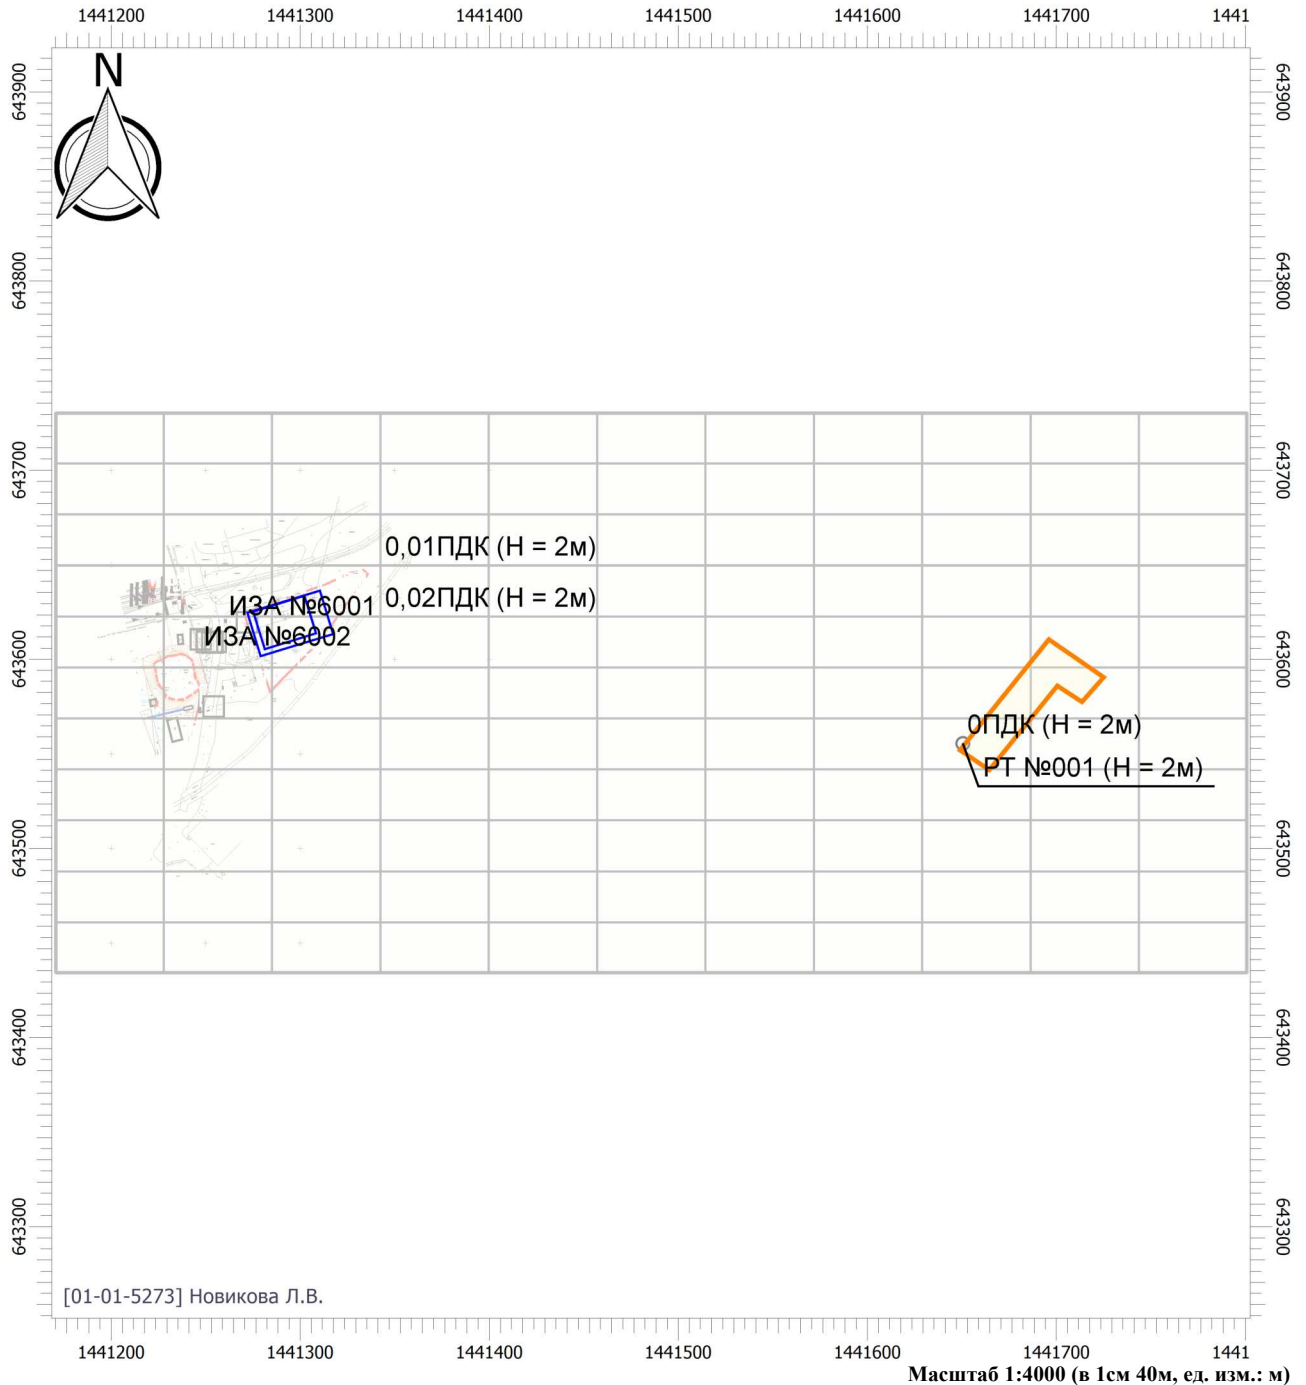 1441200 1441300 1441400 1441500 1441600 1441700 1441
N
643900 643900
643800 643800
643700 643700
0,01ПДК (Н = 2м)
0,02ПДК (Н = 2м)
ИЗА №6001
ИЗА №6002
643600 643600
0ПДК (Н = 2м)
РТ №001 (Н = 2м)
643500 643500
643400 643400
643300 643300
[01-01-5273] Новикова Л.В.
1441200 1441300 1441400 1441500 1441600 1441700 1441
Масштаб 1:4000 (в 1см 40м, ед. изм.: м)